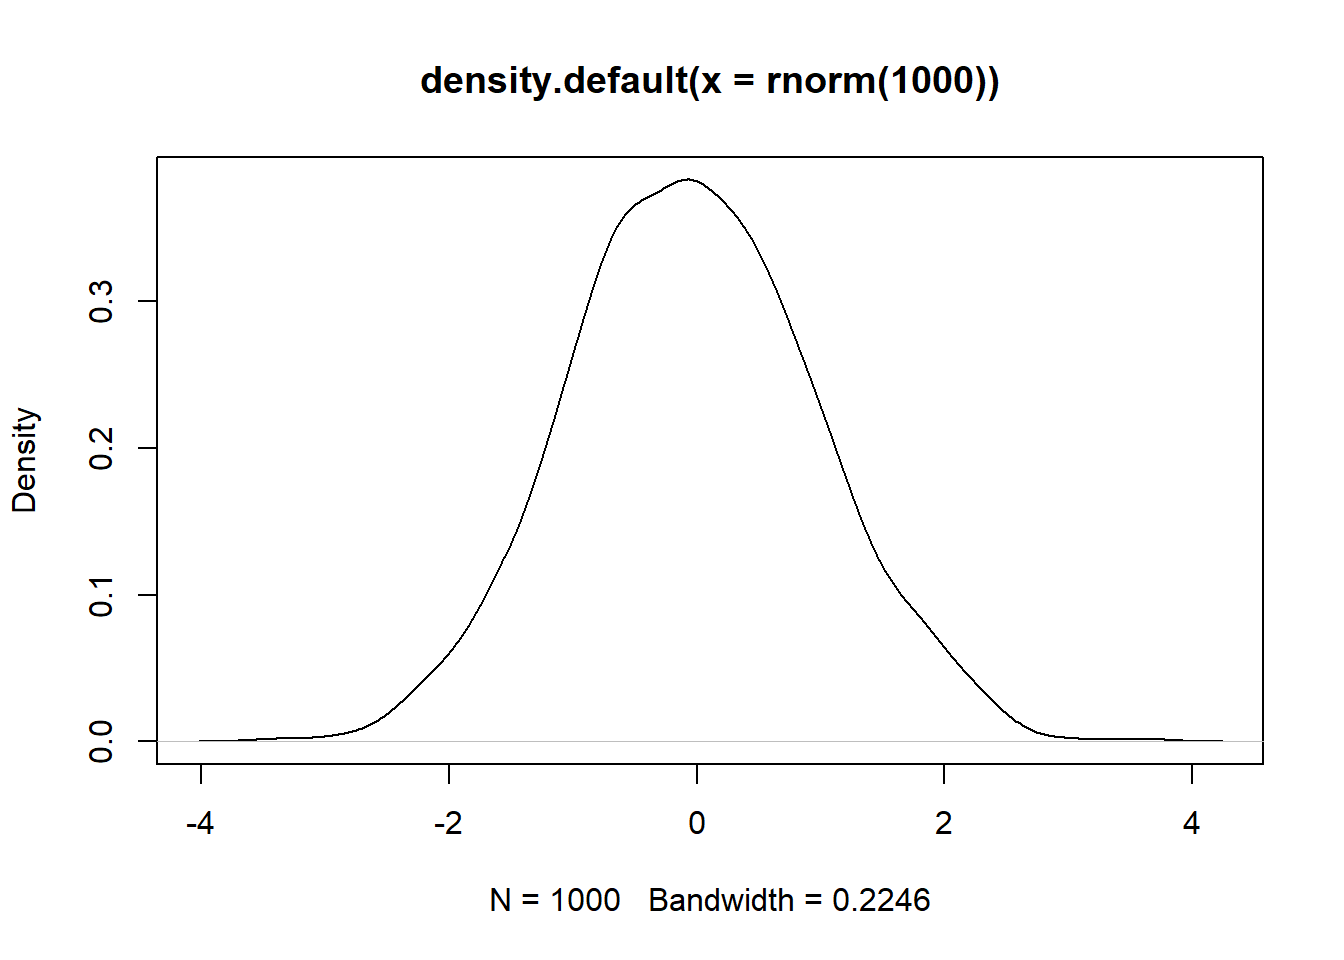 density.default(x = rnorm(1000))
Density
0.3
0.2
0.1
0.0
-4 -2 0 2 4
N = 1000 Bandwidth = 0.2246